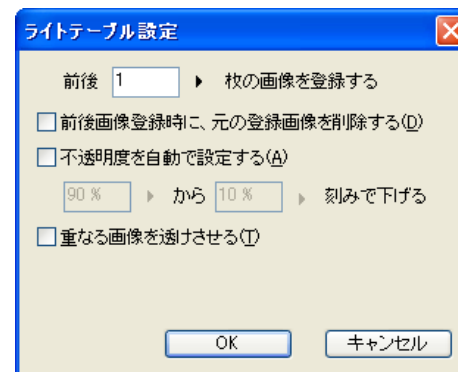 ライトテーブル設定
前後 1 枚の画像を登録する
前後画像登録時に、元の登録画像を削除する(D)
不透明度を自動で設定する(A)
90 % から 10 % 刻みで下げる
重なる画像を透けさせる(T)
OK キャンセル